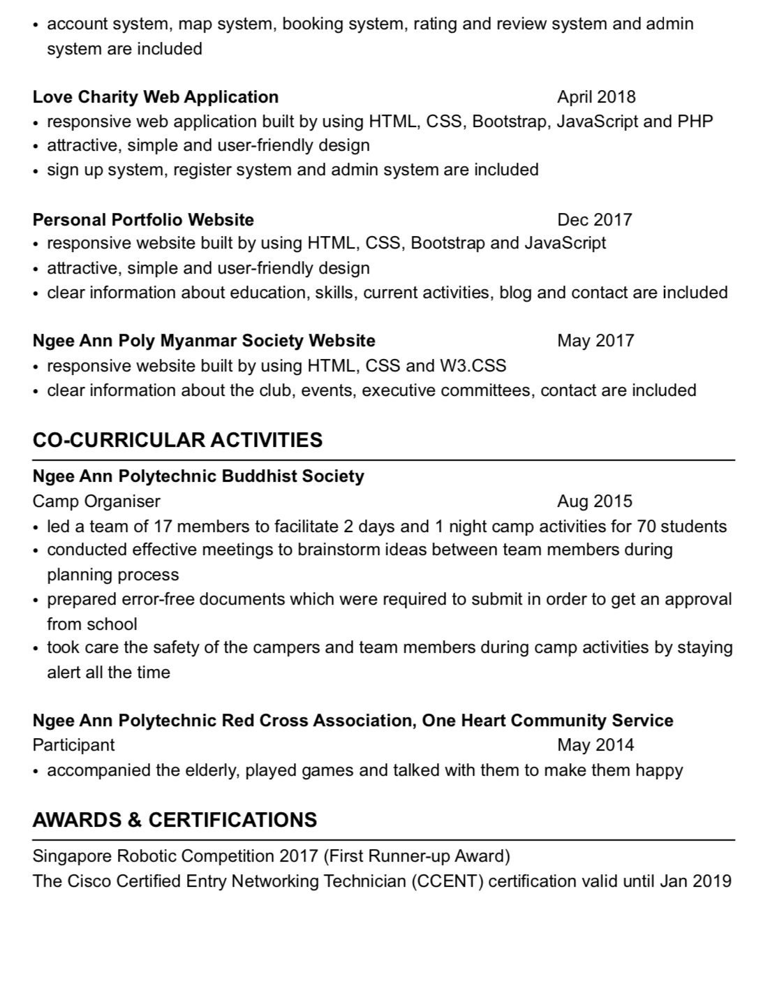 • account system, map system, booking system, rating and review system and admin
system are included
Love Charity Web Application April 2018
• responsive web application built by using HTML, CSS, Bootstrap, JavaScript and PHP
• attractive, simple and user-friendly design
• sign up system, register system and admin system are included
Personal Portfolio Website Dec 2017
• responsive website built by using HTML, CSS, Bootstrap and JavaScript
• attractive, simple and user-friendly design
• clear information about education, skills, current activities, blog and contact are included
Ngee Ann Poly Myanmar Society Website May 2017
• responsive website built by using HTML, CSS and W3.CSS
• clear information about the club, events, executive committees, contact are included
CO-CURRICULAR ACTIVITIES
Ngee Ann Polytechnic Buddhist Society
Camp Organiser Aug 2015
• led a team of 17 members to facilitate 2 days and 1 night camp activities for 70 students
• conducted effective meetings to brainstorm ideas between team members during
planning process
• prepared error-free documents which were required to submit in order to get an approval
from school
• took care the safety of the campers and team members during camp activities by staying
alert all the time
Ngee Ann Polytechnic Red Cross Association, One Heart Community Service
Participant May 2014
• accompanied the elderly, played games and talked with them to make them happy
AWARDS & CERTIFICATIONS
Singapore Robotic Competition 2017 (First Runner-up Award)
The Cisco Certified Entry Networking Technician (CCENT) certification valid until Jan 2019